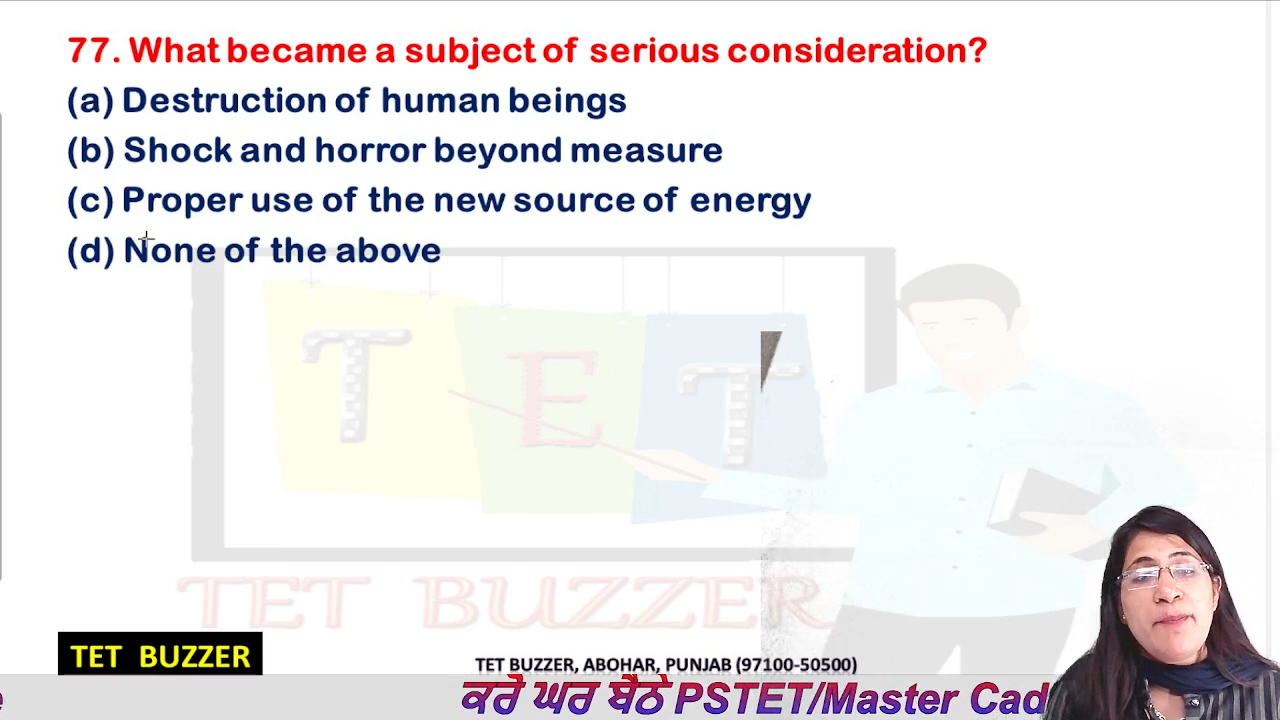 77. What became a subject of serious consideration?
(a) Destruction of human beings
(b) Shock and horror beyond measure
(c) Proper use of the new source of energy
(d) None of the above
T E T
TET BUZZER
TET BUZZER
TET BUZZER, ABOHAR, PUNJAB (97100-50500)
e ਕਰੋ ਘਰ ਬੈਠੇ PSTET/Master Cad